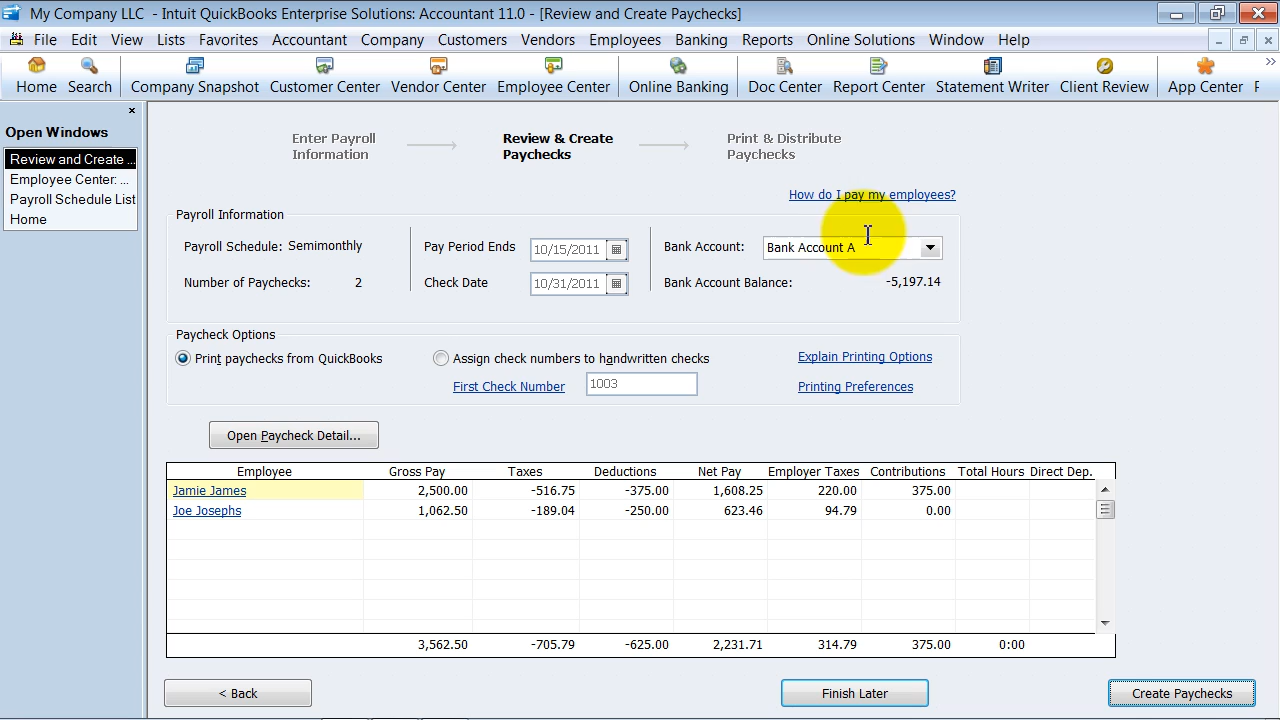 My Company LLC - Intuit QuickBooks Enterprise Solutions: Accountant 11.0 - [Review and Create Paychecks]
File Edit View Lists Favorites Accountant Company Customers Vendors Employees Banking Reports Online Solutions Window Help
Home Search Company Snapshot Customer Center Vendor Center Employee Center Online Banking Doc Center Report Center Statement Writer Client Review App Center
Open Windows
Review and Create ...
Employee Center: ...
Payroll Schedule List
Home
Enter Payroll Information
Review & Create Paychecks
Print & Distribute Paychecks
How do I pay my employees?
Payroll Information
Payroll Schedule: Semimonthly Pay Period Ends 10/15/2011 Bank Account: Bank Account A
Number of Paychecks: 2 Check Date 10/31/2011 Bank Account Balance: -5,197.14
Paycheck Options
Print paychecks from QuickBooks Assign check numbers to handwritten checks Explain Printing Options
First Check Number 1003 Printing Preferences
Open Paycheck Detail...
Employee Gross Pay Taxes Deductions Net Pay Employer Taxes Contributions Total Hours Direct Dep.
Jamie James 2,500.00 -516.75 -375.00 1,608.25 220.00 375.00
Joe Josephs 1,062.50 -189.04 -250.00 623.46 94.79 0.00
3,562.50 -705.79 -625.00 2,231.71 314.79 375.00 0:00
< Back Finish Later Create Paychecks